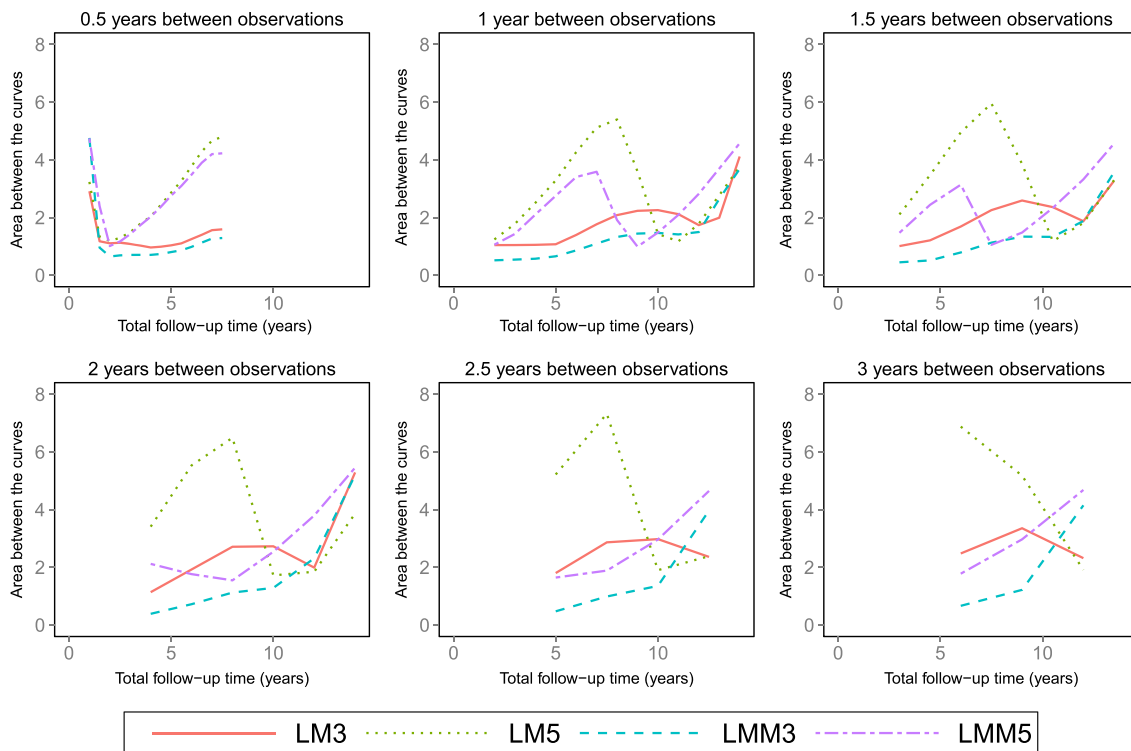 0.5 years between observations
1 year between observations
1.5 years between observations
Area between the curves
8
6
4
2
0
0 5 10
Total follow−up time (years)
Area between the curves
8
6
4
2
0
0 5 10
Total follow−up time (years)
Area between the curves
8
6
4
2
0
0 5 10
Total follow−up time (years)
2 years between observations
2.5 years between observations
3 years between observations
Area between the curves
8
6
4
2
0
0 5 10
Total follow−up time (years)
Area between the curves
8
6
4
2
0
0 5 10
Total follow−up time (years)
Area between the curves
8
6
4
2
0
0 5 10
Total follow−up time (years)
LM3 LM5 LMM3 LMM5